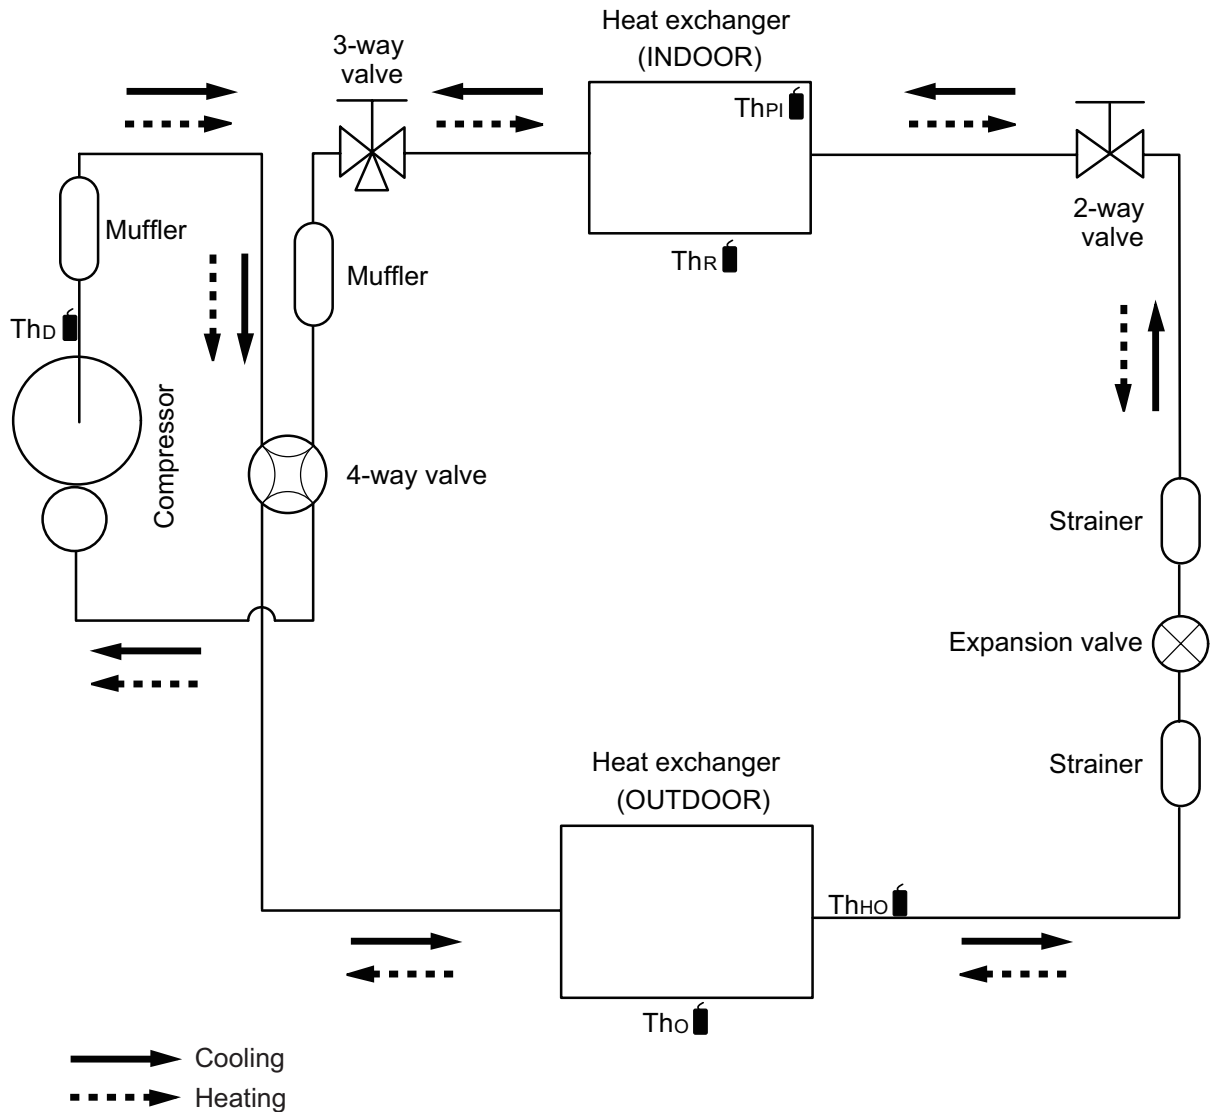 Heat exchanger
(INDOOR)
3-way
valve
ThPI
Muffler
2-way
valve
ThR
Muffler
ThD
Compressor
4-way valve
Strainer
Expansion valve
Heat exchanger
(OUTDOOR)
Strainer
ThHO
ThO
Cooling
Heating